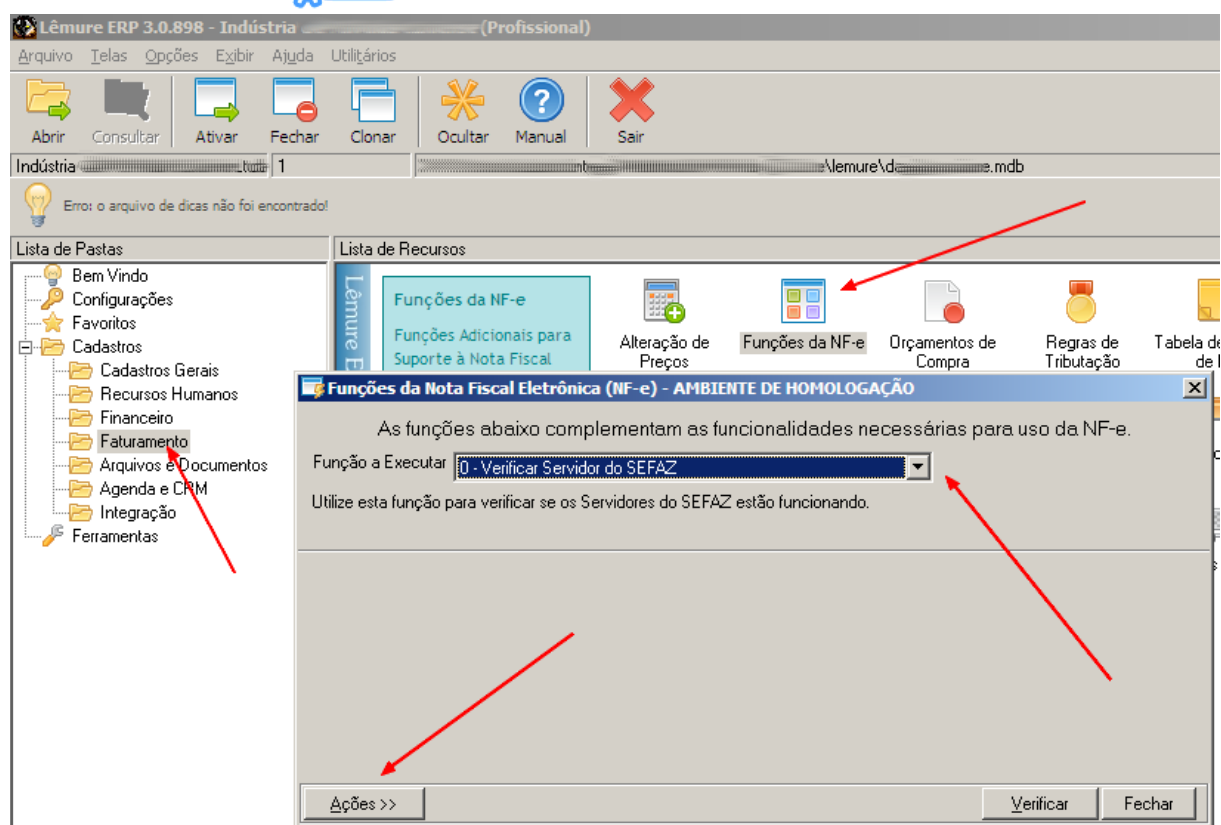 Lêmure ERP 3.0.898 - Indústria (Profissional)
Arquivo Telas Opções Exibir Ajuda Utilitários
Abrir Consultar Ativar Fechar Clonar Ocultar Manual Sair
Indústria 1 \lemure\d .mdb
Erro: o arquivo de dicas não foi encontrado!
Lista de Pastas Lista de Recursos
Bem Vindo
Configurações
Favoritos
Cadastros
Cadastros Gerais
Recursos Humanos
Financeiro
Faturamento
Arquivos e Documentos
Agenda e CRM
Integração
Ferramentas
Lêmure E
Funções da NF-e
Funções Adicionais para
Suporte à Nota Fiscal
Alteração de
Preços
Funções da NF-e
Orçamentos de
Compra
Regras de
Tributação
Tabela de
de
Funções da Nota Fiscal Eletrônica (NF-e) - AMBIENTE DE HOMOLOGAÇÃO
As funções abaixo complementam as funcionalidades necessárias para uso da NF-e.
Função a Executar 0 - Verificar Servidor do SEFAZ
Utilize esta função para verificar se os Servidores do SEFAZ estão funcionando.
Ações >> Verificar Fechar